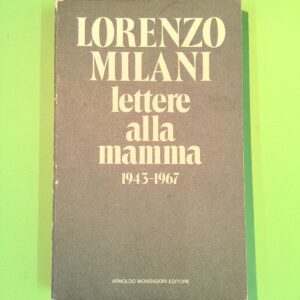 LORENZO
MILANI
lettere
alla
mamma
1943-1967
ARNOLDO MONDADORI EDITORE